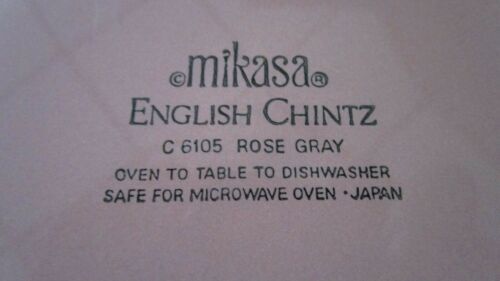 ©mikasa®
ENGLISH CHINTZ
C 6105 ROSE GRAY
OVEN TO TABLE TO DISHWASHER
SAFE FOR MICROWAVE OVEN · JAPAN